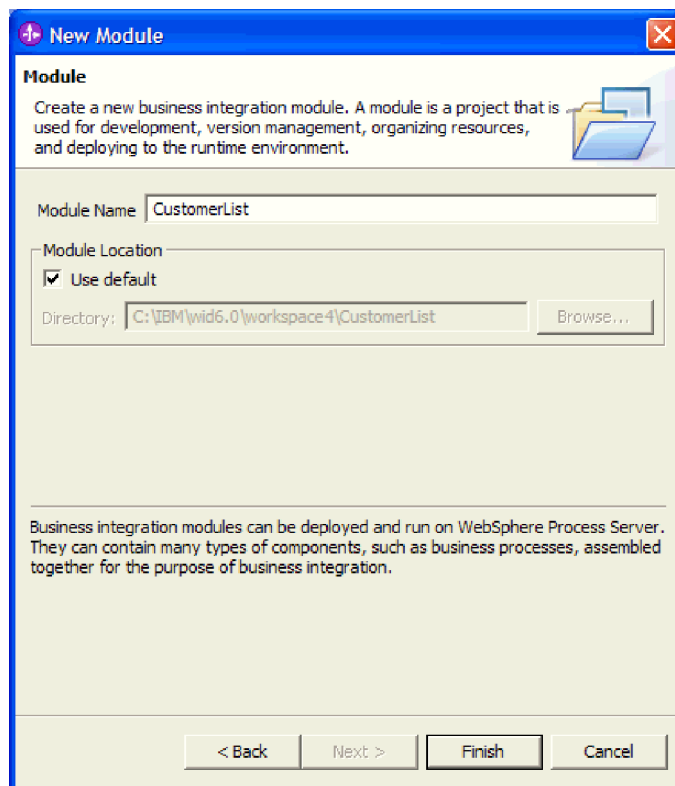 New Module
Module
Create a new business integration module. A module is a project that is
used for development, version management, organizing resources,
and deploying to the runtime environment.
Module Name CustomerList
Module Location
Use default
Directory: C:\IBM\wid6.0\workspace4\CustomerList Browse...
Business integration modules can be deployed and run on WebSphere Process Server.
They can contain many types of components, such as business processes, assembled
together for the purpose of business integration.
< Back Next > Finish Cancel